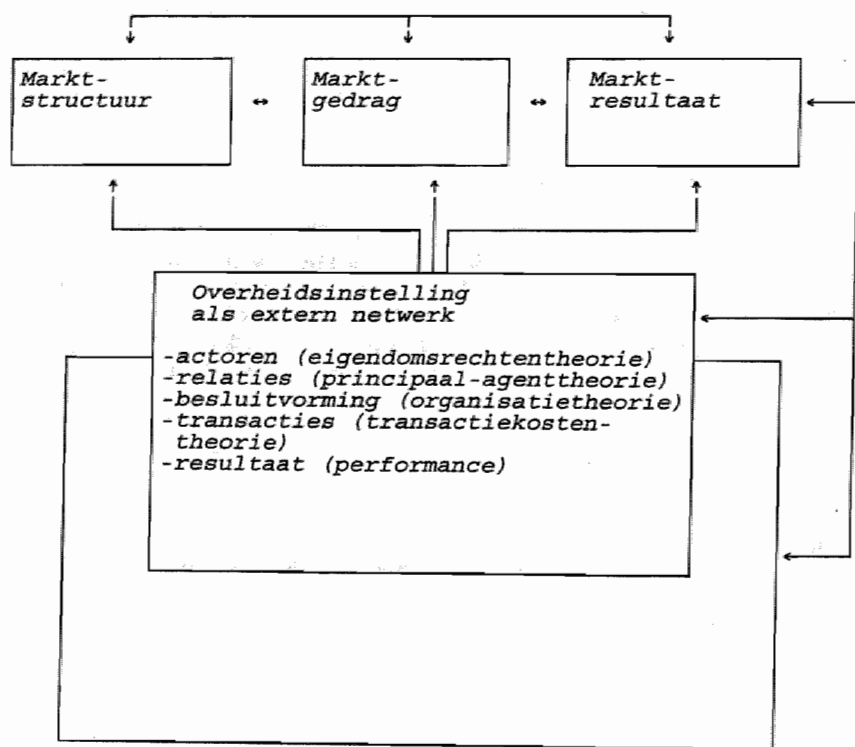 Markt-
structuur
Markt-
gedrag
Markt-
resultaat
Overheidsinstelling
als extern netwerk
-actoren (eigendomsrechtentheorie)
-relaties (principaal-agenttheorie)
-besluitvorming (organisatietheorie)
-transacties (transactiekosten-
theorie)
-resultaat (performance)